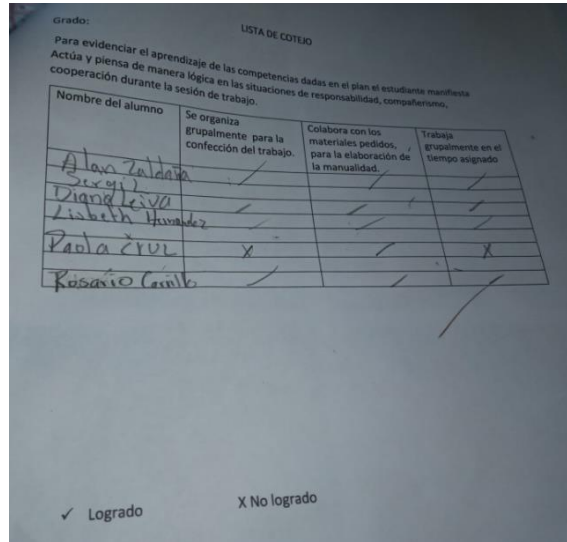 Grado:
LISTA DE COTEJO
Para evidenciar el aprendizaje de las competencias dadas en el plan el estudiante manifiesta
Actúa y piensa de manera lógica en las situaciones de responsabilidad, compañerismo,
cooperación durante la sesión de trabajo.
Nombre del alumno
Se organiza
grupalmente para la
confección del trabajo.
Colabora con los
materiales pedidos,
para la elaboración de
la manualidad.
Trabaja
grupalmente en el
tiempo asignado
Alan Zaldaña / / /
Diana Leiva / / /
Lisbeth Hernandez / / /
Paola Cruz X / X
Rosario Carrillo / / /
✓ Logrado
X No logrado